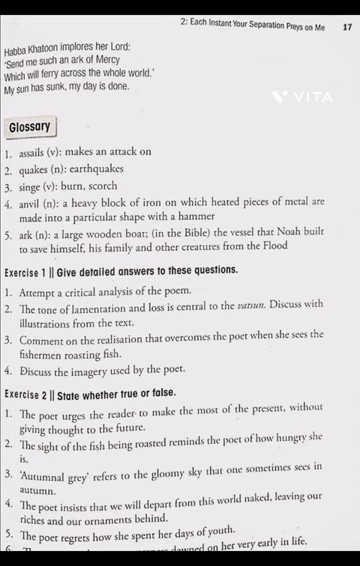 2: Each Instant Your Separation Preys on Me 17
Habba Khatoon implores her Lord:
'Send me such an ark of Mercy
Which will ferry across the whole world.'
My sun has sunk, my day is done.
VITA
Glossary
1. assails (v): makes an attack on
2. quakes (n): earthquakes
3. singe (v): burn, scorch
4. anvil (n): a heavy block of iron on which heated pieces of metal are
made into a particular shape with a hammer
5. ark (n): a large wooden boat; (in the Bible) the vessel that Noah built
to save himself, his family and other creatures from the Flood
Exercise 1 || Give detailed answers to these questions.
1. Attempt a critical analysis of the poem.
2. The tone of lamentation and loss is central to the vatsun. Discuss with
illustrations from the text.
3. Comment on the realisation that overcomes the poet when she sees the
fishermen roasting fish.
4. Discuss the imagery used by the poet.
Exercise 2 || State whether true or false.
1. The poet urges the reader to make the most of the present, without
giving thought to the future.
2. The sight of the fish being roasted reminds the poet of how hungry she
is.
3. 'Autumnal grey' refers to the gloomy sky that one sometimes sees in
autumn.
4. The poet insists that we will depart from this world naked, leaving our
riches and our ornaments behind.
5. The poet regrets how she spent her days of youth.
dawned on her very early in life.